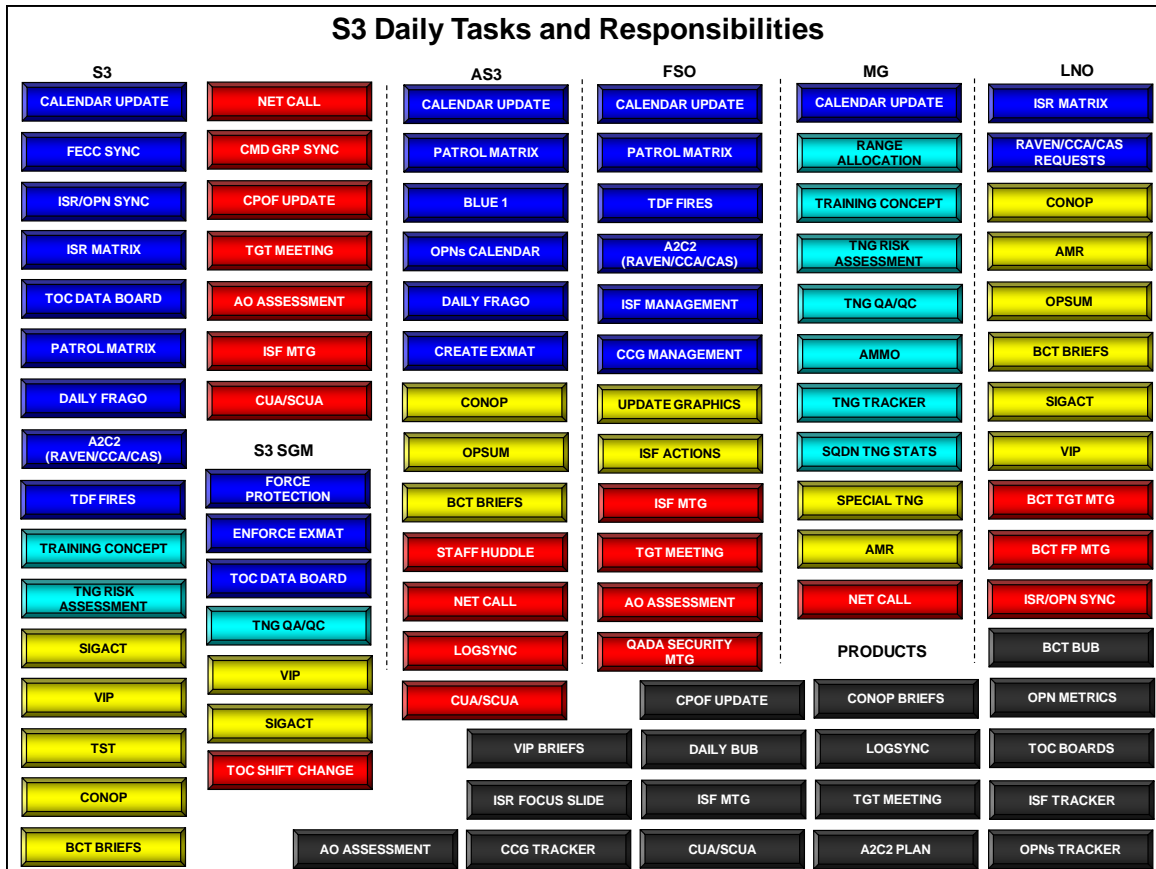 S3 Daily Tasks and Responsibilities
S3
CALENDAR UPDATE
FECC SYNC
ISR/OPN SYNC
ISR MATRIX
TOC DATA BOARD
PATROL MATRIX
DAILY FRAGO
A2C2
(RAVEN/CCA/CAS)
TDF FIRES
TRAINING CONCEPT
TNG RISK
ASSESSMENT
SIGACT
VIP
TST
CONOP
BCT BRIEFS
NET CALL
CMD GRP SYNC
CPOF UPDATE
TGT MEETING
AO ASSESSMENT
ISF MTG
CUA/SCUA
S3 SGM
FORCE
PROTECTION
ENFORCE EXMAT
TOC DATA BOARD
TNG QA/QC
VIP
SIGACT
TOC SHIFT CHANGE
AS3
CALENDAR UPDATE
PATROL MATRIX
BLUE 1
OPNs CALENDAR
DAILY FRAGO
CREATE EXMAT
CONOP
OPSUM
BCT BRIEFS
STAFF HUDDLE
NET CALL
LOGSYNC
CUA/SCUA
FSO
CALENDAR UPDATE
PATROL MATRIX
TDF FIRES
A2C2
(RAVEN/CCA/CAS)
ISF MANAGEMENT
CCG MANAGEMENT
UPDATE GRAPHICS
ISF ACTIONS
ISF MTG
TGT MEETING
AO ASSESSMENT
QADA SECURITY
MTG
MG
CALENDAR UPDATE
RANGE
ALLOCATION
TRAINING CONCEPT
TNG RISK
ASSESSMENT
TNG QA/QC
AMMO
TNG TRACKER
SQDN TNG STATS
SPECIAL TNG
AMR
NET CALL
LNO
ISR MATRIX
RAVEN/CCA/CAS
REQUESTS
CONOP
AMR
OPSUM
BCT BRIEFS
SIGACT
VIP
BCT TGT MTG
BCT FP MTG
ISR/OPN SYNC
PRODUCTS
BCT BUB
CPOF UPDATE
CONOP BRIEFS
OPN METRICS
VIP BRIEFS
DAILY BUB
LOGSYNC
TOC BOARDS
ISR FOCUS SLIDE
ISF MTG
TGT MEETING
ISF TRACKER
AO ASSESSMENT
CCG TRACKER
CUA/SCUA
A2C2 PLAN
OPNs TRACKER